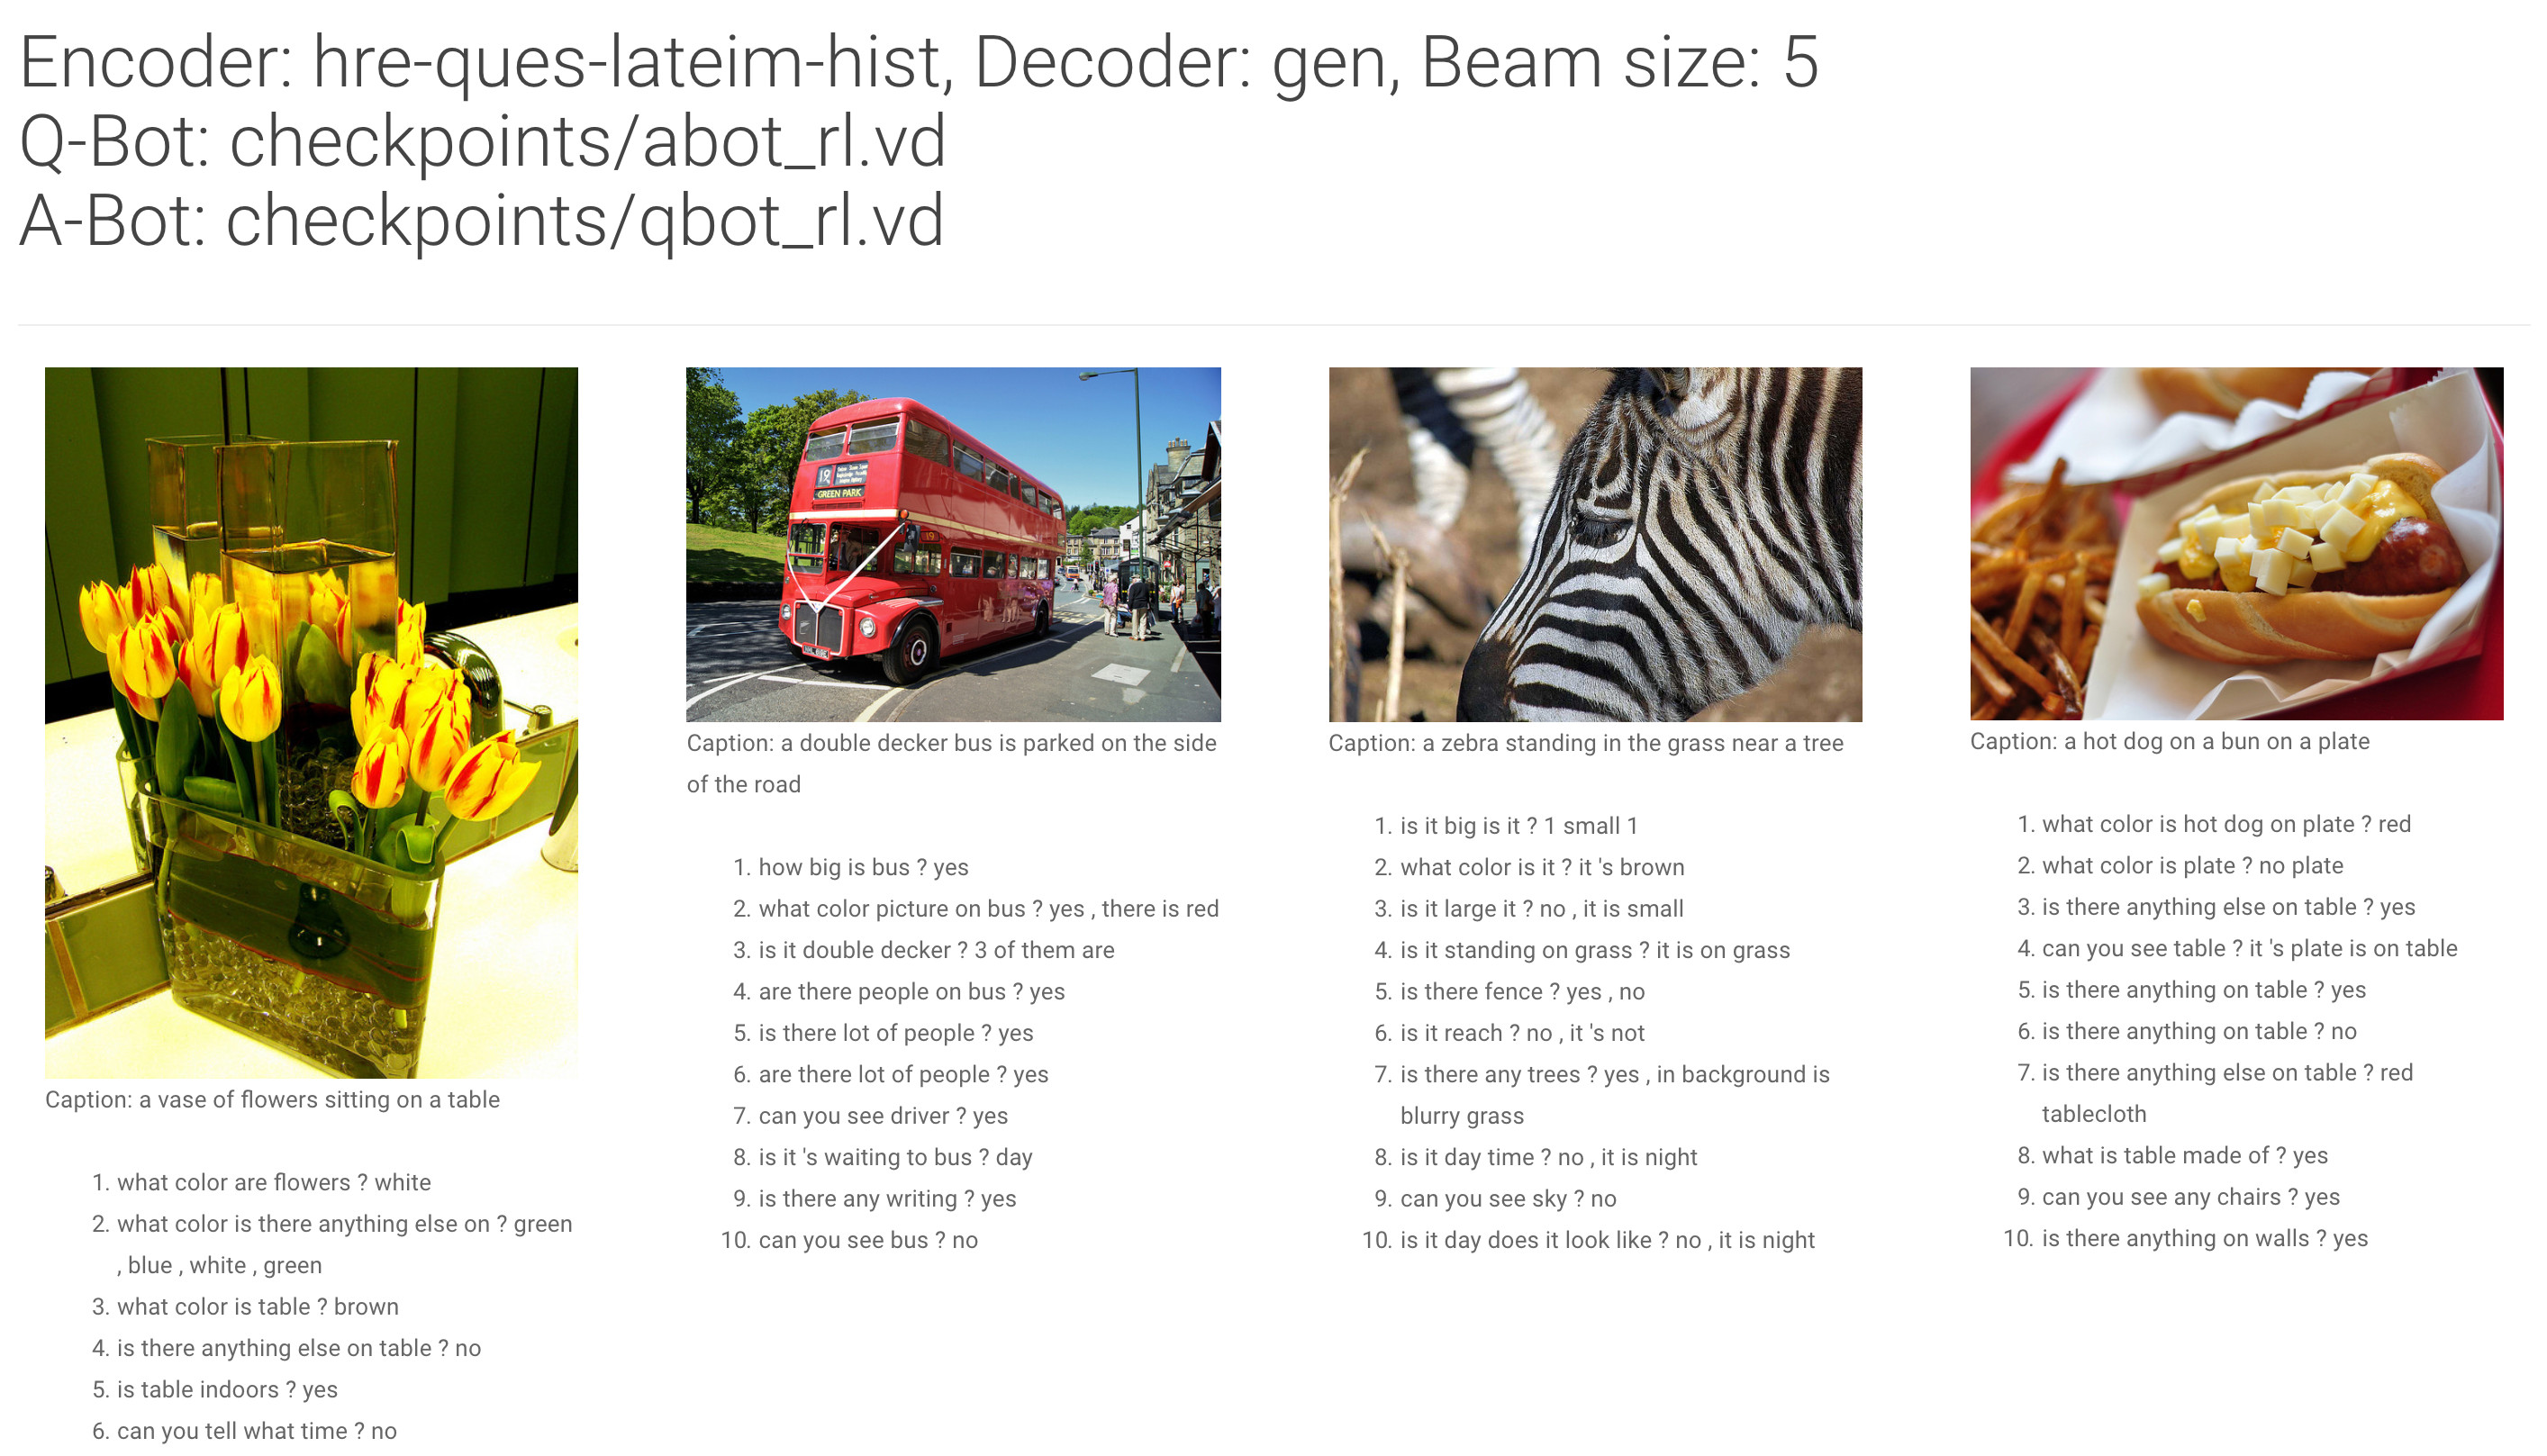 Encoder: hre-ques-lateim-hist, Decoder: gen, Beam size: 5
Q-Bot: checkpoints/abot_rl.vd
A-Bot: checkpoints/qbot_rl.vd
Caption: a vase of flowers sitting on a table
1. what color are flowers ? white
2. what color is there anything else on ? green
, blue , white , green
3. what color is table ? brown
4. is there anything else on table ? no
5. is table indoors ? yes
6. can you tell what time ? no
19
GREEN PARK
19
Caption: a double decker bus is parked on the side
of the road
1. how big is bus ? yes
2. what color picture on bus ? yes , there is red
3. is it double decker ? 3 of them are
4. are there people on bus ? yes
5. is there lot of people ? yes
6. are there lot of people ? yes
7. can you see driver ? yes
8. is it 's waiting to bus ? day
9. is there any writing ? yes
10. can you see bus ? no
Caption: a zebra standing in the grass near a tree
1. is it big is it ? 1 small 1
2. what color is it ? it 's brown
3. is it large it ? no , it is small
4. is it standing on grass ? it is on grass
5. is there fence ? yes , no
6. is it reach ? no , it 's not
7. is there any trees ? yes , in background is
blurry grass
8. is it day time ? no , it is night
9. can you see sky ? no
10. is it day does it look like ? no , it is night
Caption: a hot dog on a bun on a plate
1. what color is hot dog on plate ? red
2. what color is plate ? no plate
3. is there anything else on table ? yes
4. can you see table ? it 's plate is on table
5. is there anything on table ? yes
6. is there anything on table ? no
7. is there anything else on table ? red
tablecloth
8. what is table made of ? yes
9. can you see any chairs ? yes
10. is there anything on walls ? yes